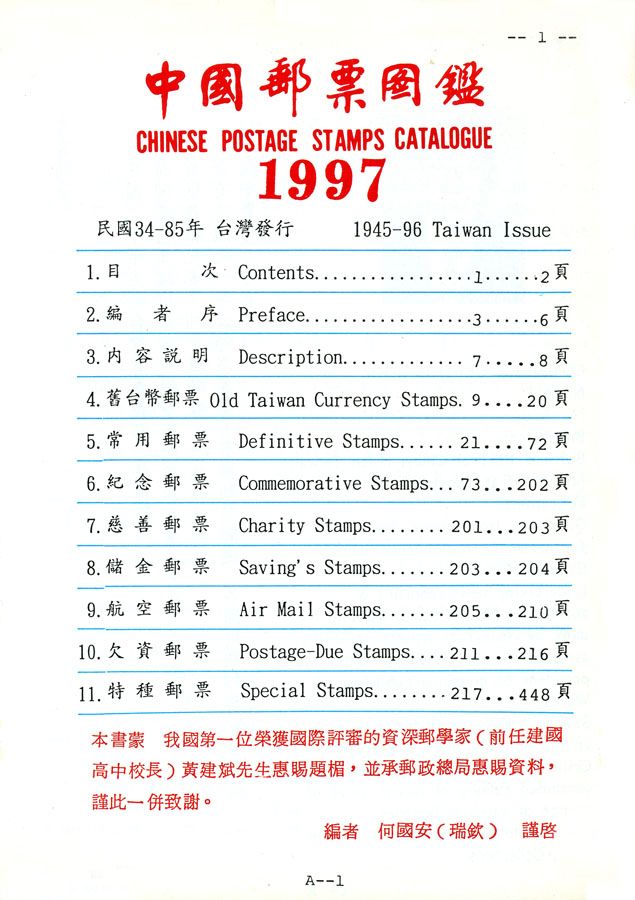 -- 1 --
中國郵票图鑑
CHINESE POSTAGE STAMPS CATALOGUE
1997
民國34-85年 台灣發行 1945-96 Taiwan Issue
1.目 次 Contents.................1......2頁
2.編 者 序 Preface.................3......6頁
3.內容說明 Description............7.....8頁
4.舊台幣郵票 Old Taiwan Currency Stamps. 9....20頁
5.常用郵票 Definitive Stamps......21....72頁
6.紀念郵票 Commemorative Stamps...73...202頁
7.慈善郵票 Charity Stamps........201...203頁
8.儲金郵票 Saving's Stamps.......203...204頁
9.航空郵票 Air Mail Stamps.......205...210頁
10.欠資郵票 Postage-Due Stamps....211...216頁
11.特種郵票 Special Stamps........217...448頁
本書蒙 我國第一位榮獲國際評審的資深郵學家(前任建國
高中校長)黃建斌先生惠賜題楣,並承郵政總局惠賜資料,
謹此一併致謝。
編者 何國安(瑞欽) 謹啓
A--1